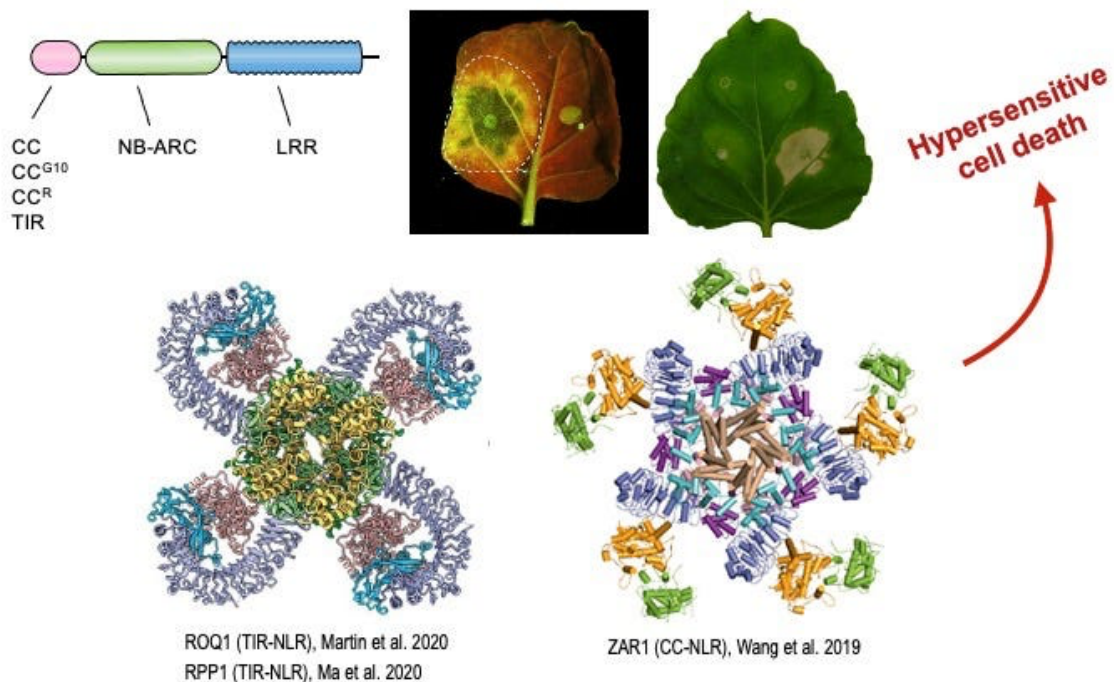 CC
CCG10
CCR
TIR
NB-ARC
LRR
Hypersensitive
cell death
ROQ1 (TIR-NLR), Martin et al. 2020
RPP1 (TIR-NLR), Ma et al. 2020
ZAR1 (CC-NLR), Wang et al. 2019